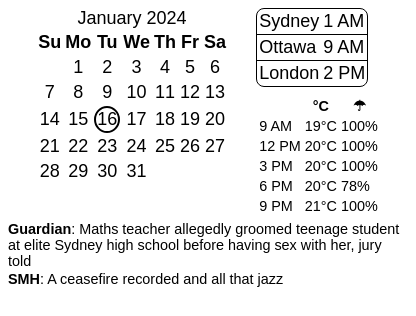 January 2024
Su Mo Tu We Th Fr Sa
1 2 3 4 5 6
7 8 9 10 11 12 13
14 15 16 17 18 19 20
21 22 23 24 25 26 27
28 29 30 31
Sydney 1 AM
Ottawa 9 AM
London 2 PM
°C ☂
9 AM 19°C 100%
12 PM 20°C 100%
3 PM 20°C 100%
6 PM 20°C 78%
9 PM 21°C 100%
Guardian: Maths teacher allegedly groomed teenage student
at elite Sydney high school before having sex with her, jury
told
SMH: A ceasefire recorded and all that jazz